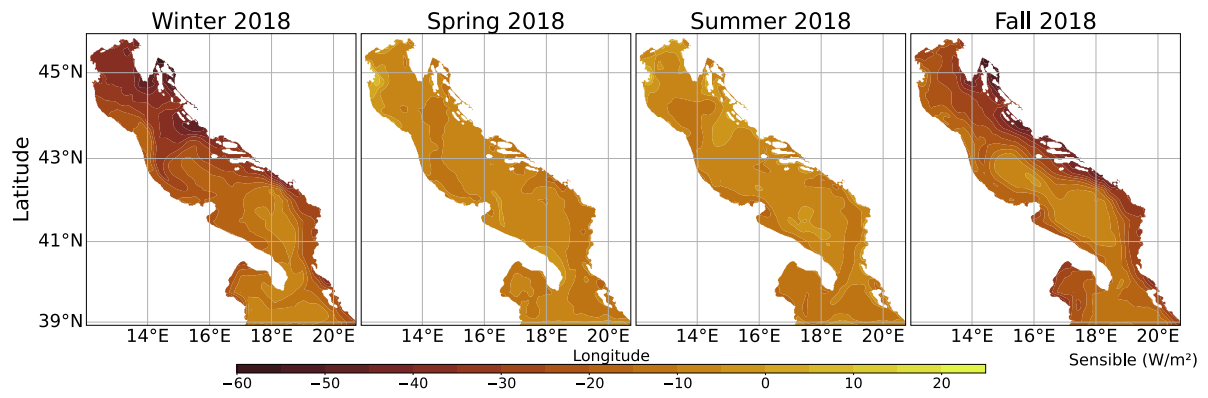 Winter 2018 Spring 2018 Summer 2018 Fall 2018
Latitude
45°N
43°N
41°N
39°N
14°E 16°E 18°E 20°E 14°E 16°E 18°E 20°E 14°E 16°E 18°E 20°E 14°E 16°E 18°E 20°E
Longitude
Sensible (W/m²)
−60 −50 −40 −30 −20 −10 0 10 20